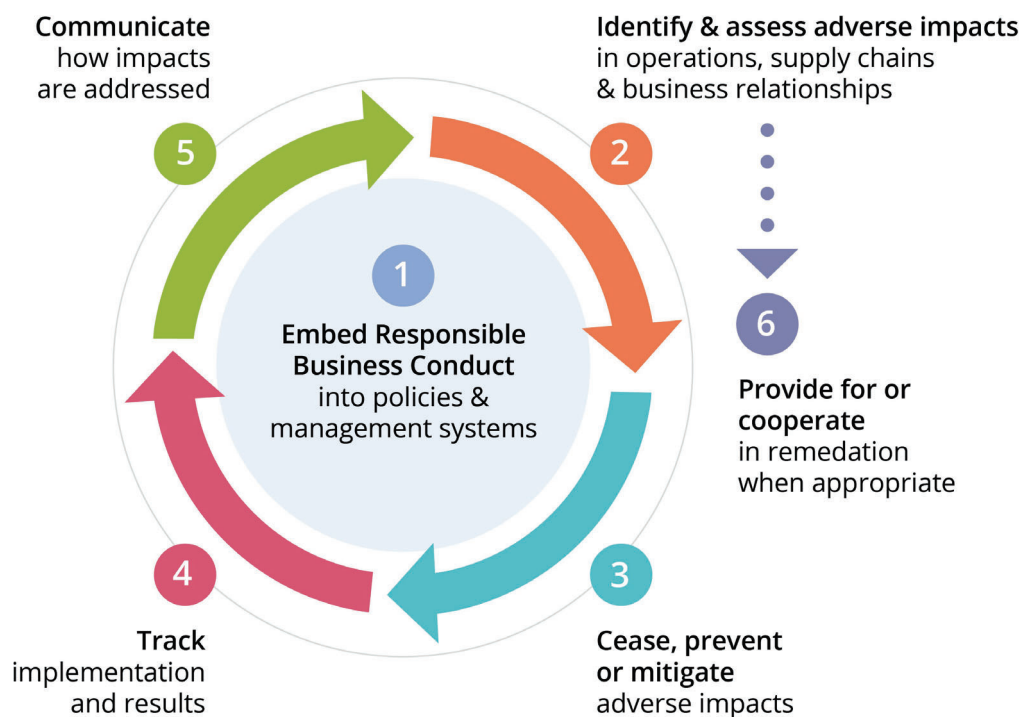 1
Embed Responsible
Business Conduct
into policies &
management systems
2
Identify & assess adverse impacts
in operations, supply chains
& business relationships
3
Cease, prevent
or mitigate
adverse impacts
4
Track
implementation
and results
5
Communicate
how impacts
are addressed
6
Provide for or
cooperate
in remedation
when appropriate